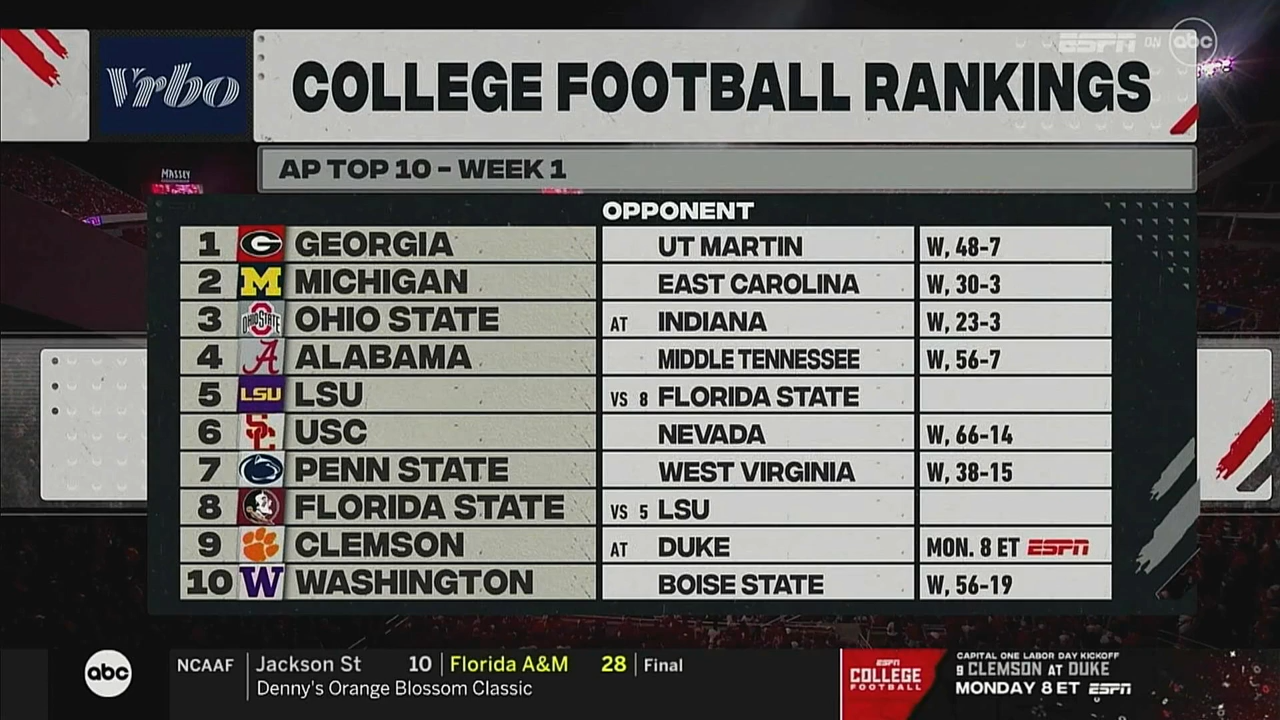 ESPN ON abc
Vrbo
COLLEGE FOOTBALL RANKINGS
AP TOP 10 – WEEK 1
MASSEY
OPPONENT
1 G GEORGIA UT MARTIN W, 48-7
2 M MICHIGAN EAST CAROLINA W, 30-3
3 OHIO STATE OHIO STATE AT INDIANA W, 23-3
4 A ALABAMA MIDDLE TENNESSEE W, 56-7
5 LSU LSU VS 8 FLORIDA STATE
6 SC USC NEVADA W, 66-14
7 PENN STATE WEST VIRGINIA W, 38-15
8 FLORIDA STATE VS 5 LSU
9 CLEMSON AT DUKE MON. 8 ET ESPN
10 W WASHINGTON BOISE STATE W, 56-19
abc
NCAAF Jackson St 10 Florida A&M 28 Final
Denny's Orange Blossom Classic
ESPN
COLLEGE
FOOTBALL
CAPITAL ONE LABOR DAY KICKOFF
9 CLEMSON AT DUKE
MONDAY 8 ET ESPN